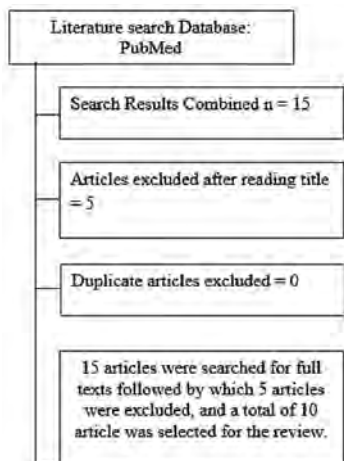 Literature search Database:
PubMed
Search Results Combined n = 15
Articles excluded after reading title
= 5
Duplicate articles excluded = 0
15 articles were searched for full
texts followed by which 5 articles
were excluded, and a total of 10
article was selected for the review.